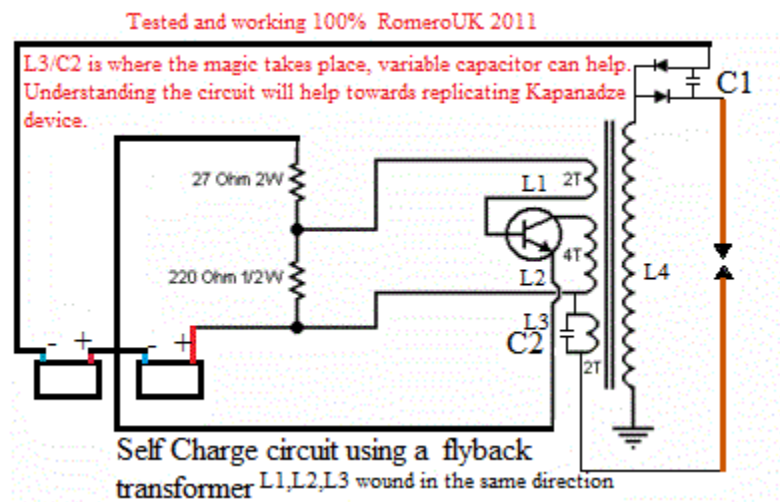 Tested and working 100% RomeroUK 2011
L3/C2 is where the magic takes place, variable capacitor can help.
Understanding the circuit will help towards replicating Kapanadze
device.
C1
27 Ohm 2W
L1 2T
220 Ohm 1/2W
4T
L2
L4
L3
C2
2T
- + - +
Self Charge circuit using a flyback
transformer L1,L2,L3 wound in the same direction